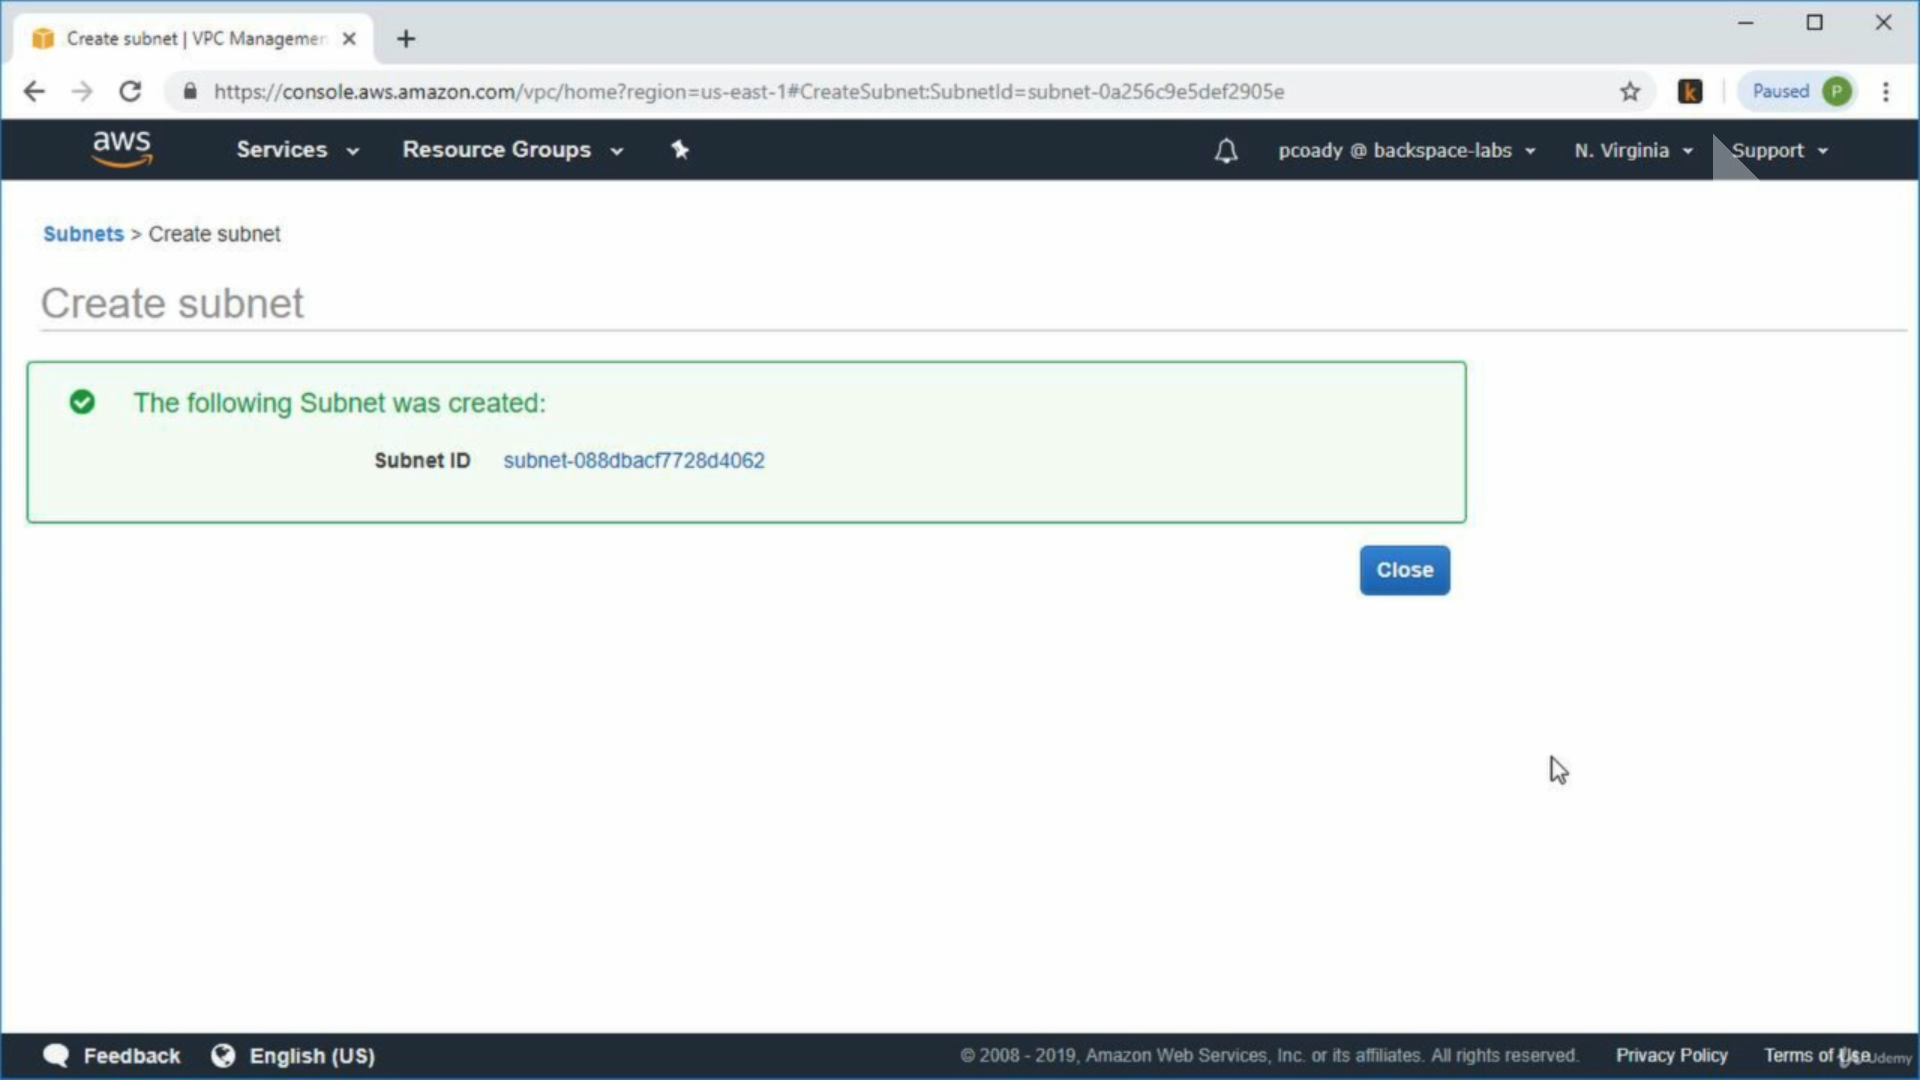 Create subnet | VPC Managemen
https://console.aws.amazon.com/vpc/home?region=us-east-1#CreateSubnet:SubnetId=subnet-0a256c9e5def2905e
k
Paused P
aws Services Resource Groups pcoady @ backspace-labs N. Virginia Support
Subnets > Create subnet
Create subnet
The following Subnet was created:
Subnet ID subnet-088dbacf7728d4062
Close
Feedback English (US) © 2008 - 2019, Amazon Web Services, Inc. or its affiliates. All rights reserved. Privacy Policy Terms of Use
Udemy